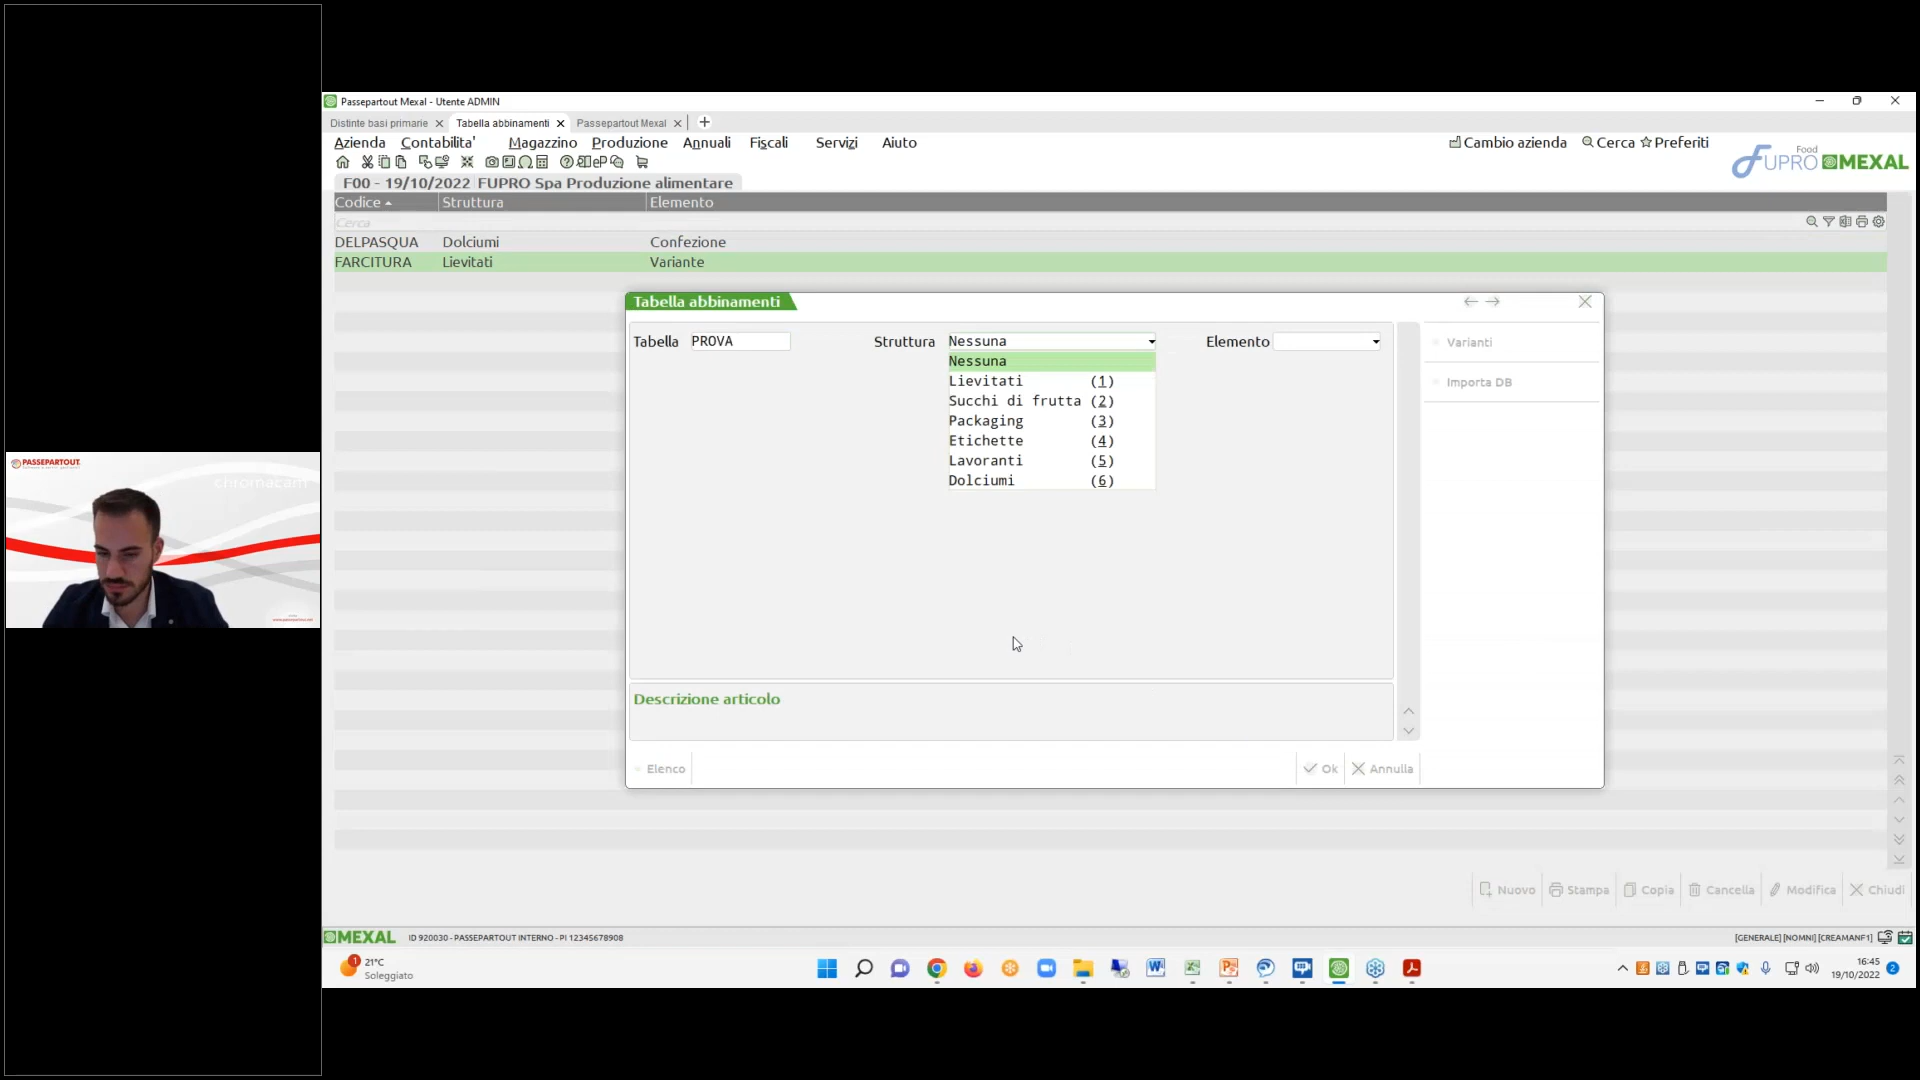 Passepartout Mexal - Utente ADMIN
Distinte basi primarie
Tabella abbinamenti
Passepartout Mexal
Azienda Contabilita' Magazzino Produzione Annuali Fiscali Servizi Aiuto
Cambio azienda Cerca Preferiti
Food
FUPRO MEXAL
F00 - 19/10/2022 FUPRO Spa Produzione alimentare
Codice Struttura Elemento
Cerca
DELPASQUA Dolciumi Confezione
FARCITURA Lievitati Variante
Tabella abbinamenti
Tabella PROVA Struttura Nessuna Elemento
Nessuna
Lievitati (1)
Succhi di frutta (2)
Packaging (3)
Etichette (4)
Lavoranti (5)
Dolciumi (6)
Varianti
Importa DB
Descrizione articolo
Elenco Ok Annulla
PASSEPARTOUT
chromacam
Nuovo Stampa Copia Cancella Modifica Chiudi
MEXAL ID 920030 - PASSEPARTOUT INTERNO - PI 12345678908
[GENERALE] [NOMNI] [CREAMANF1]
1
21°C
Soleggiato
16:45
19/10/2022
2